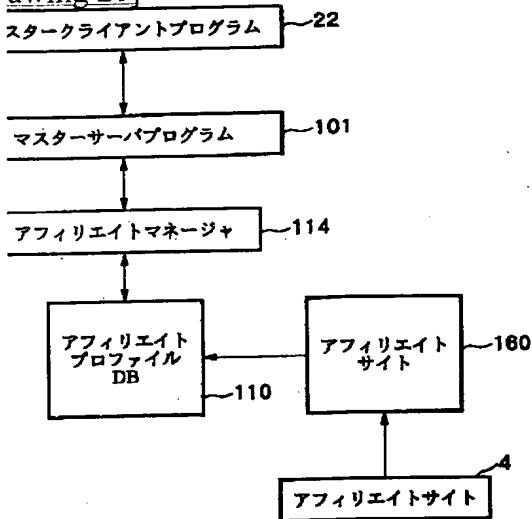 スタークライアントプログラム
22
マスターサーバプログラム
101
アフィリエイトマネージャ
114
アフィリエイト
プロファイル
DB
110
アフィリエイト
サイト
160
4
アフィリエイトサイト